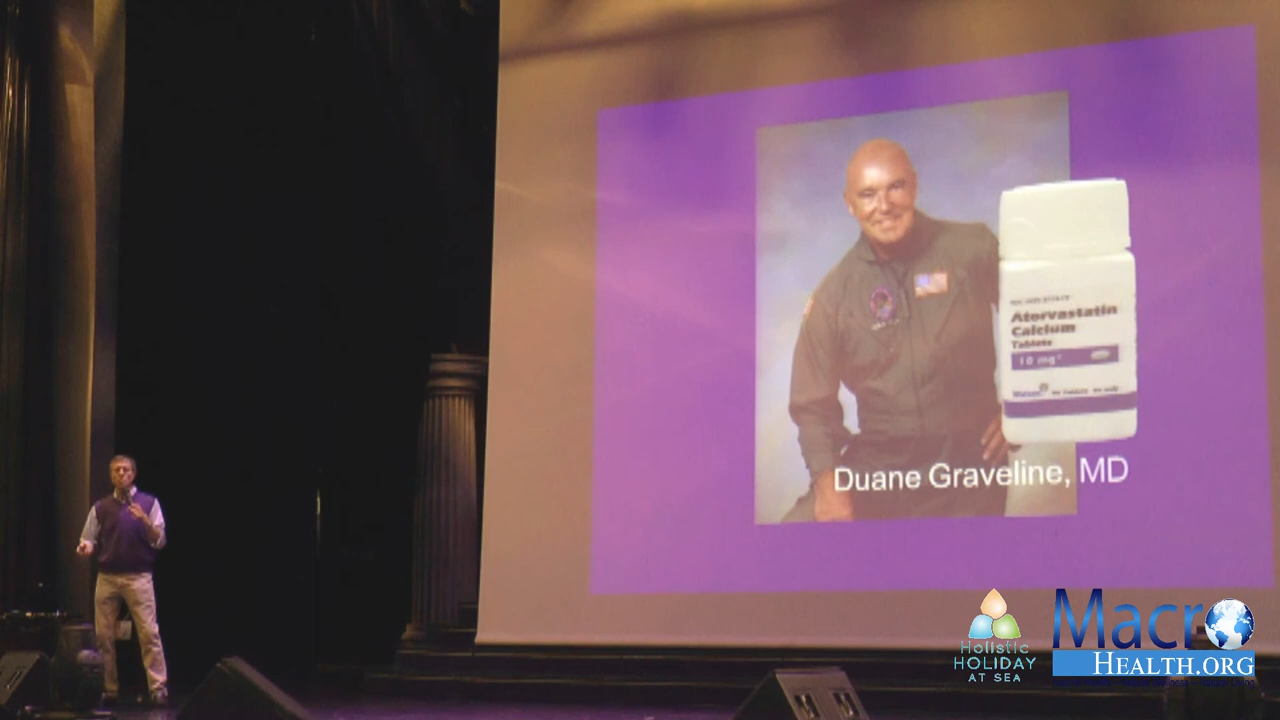 Atorvastatin
Calcium
Tablets
10 mg
Duane Graveline, MD
Holistic
HOLIDAY
AT SEA
Macro
HEALTH.ORG